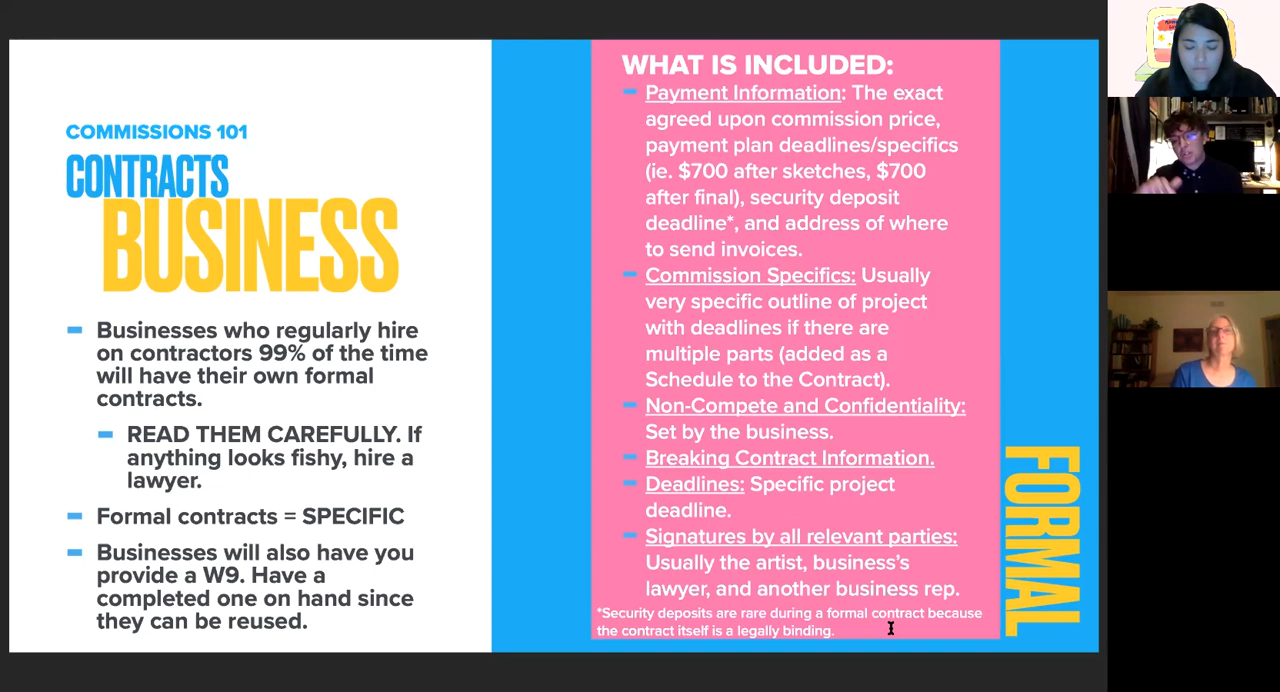 COMMISSIONS 101
CONTRACTS
BUSINESS
Businesses who regularly hire
on contractors 99% of the time
will have their own formal
contracts.
READ THEM CAREFULLY. If
anything looks fishy, hire a
lawyer.
Formal contracts = SPECIFIC
Businesses will also have you
provide a W9. Have a
completed one on hand since
they can be reused.
WHAT IS INCLUDED:
Payment Information: The exact
agreed upon commission price,
payment plan deadlines/specifics
(ie. $700 after sketches, $700
after final), security deposit
deadline*, and address of where
to send invoices.
Commission Specifics: Usually
very specific outline of project
with deadlines if there are
multiple parts (added as a
Schedule to the Contract).
Non-Compete and Confidentiality:
Set by the business.
Breaking Contract Information.
Deadlines: Specific project
deadline.
Signatures by all relevant parties:
Usually the artist, business's
lawyer, and another business rep.
*Security deposits are rare during a formal contract because
the contract itself is a legally binding.
FORMAL